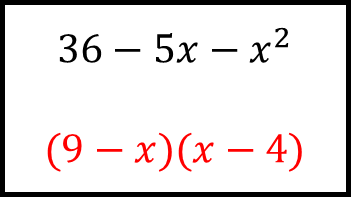 36 − 5x − x²
(9 − x)(x − 4)